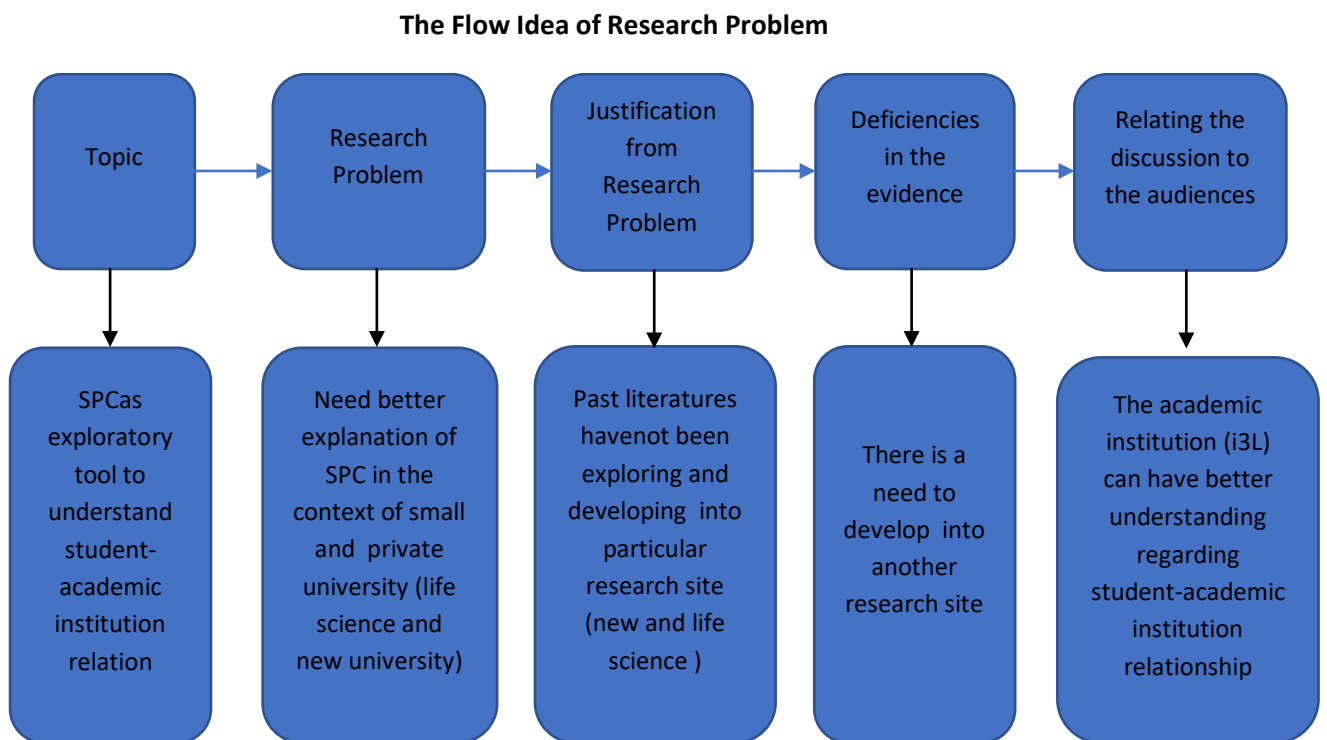 The Flow Idea of Research Problem
Topic
Research
Problem
Justification
from
Research
Problem
Deficiencies
in the
evidence
Relating the
discussion to
the audiences
SPCas
exploratory
tool to
understand
student-
academic
institution
relation
Need better
explanation of
SPC in the
context of small
and private
university (life
science and
new university)
Past literatures
havenot been
exploring and
developing into
particular
research site
(new and life
science )
There is a
need to
develop into
another
research site
The academic
institution (i3L)
can have better
understanding
regarding
student-academic
institution
relationship